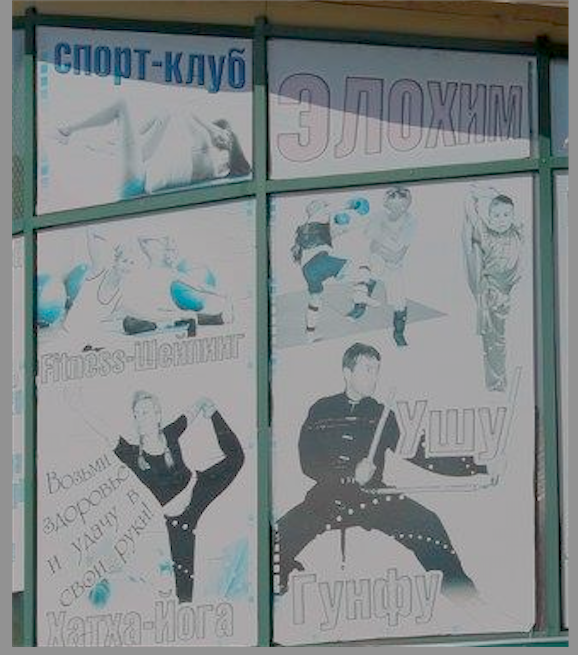 спорт-клуб
ЭЛОХИМ
Fitness-Шейпинг
Возьми
здоровье
и удачу в
свои руки!
Хатха-Йога
Ушу
Гунфу